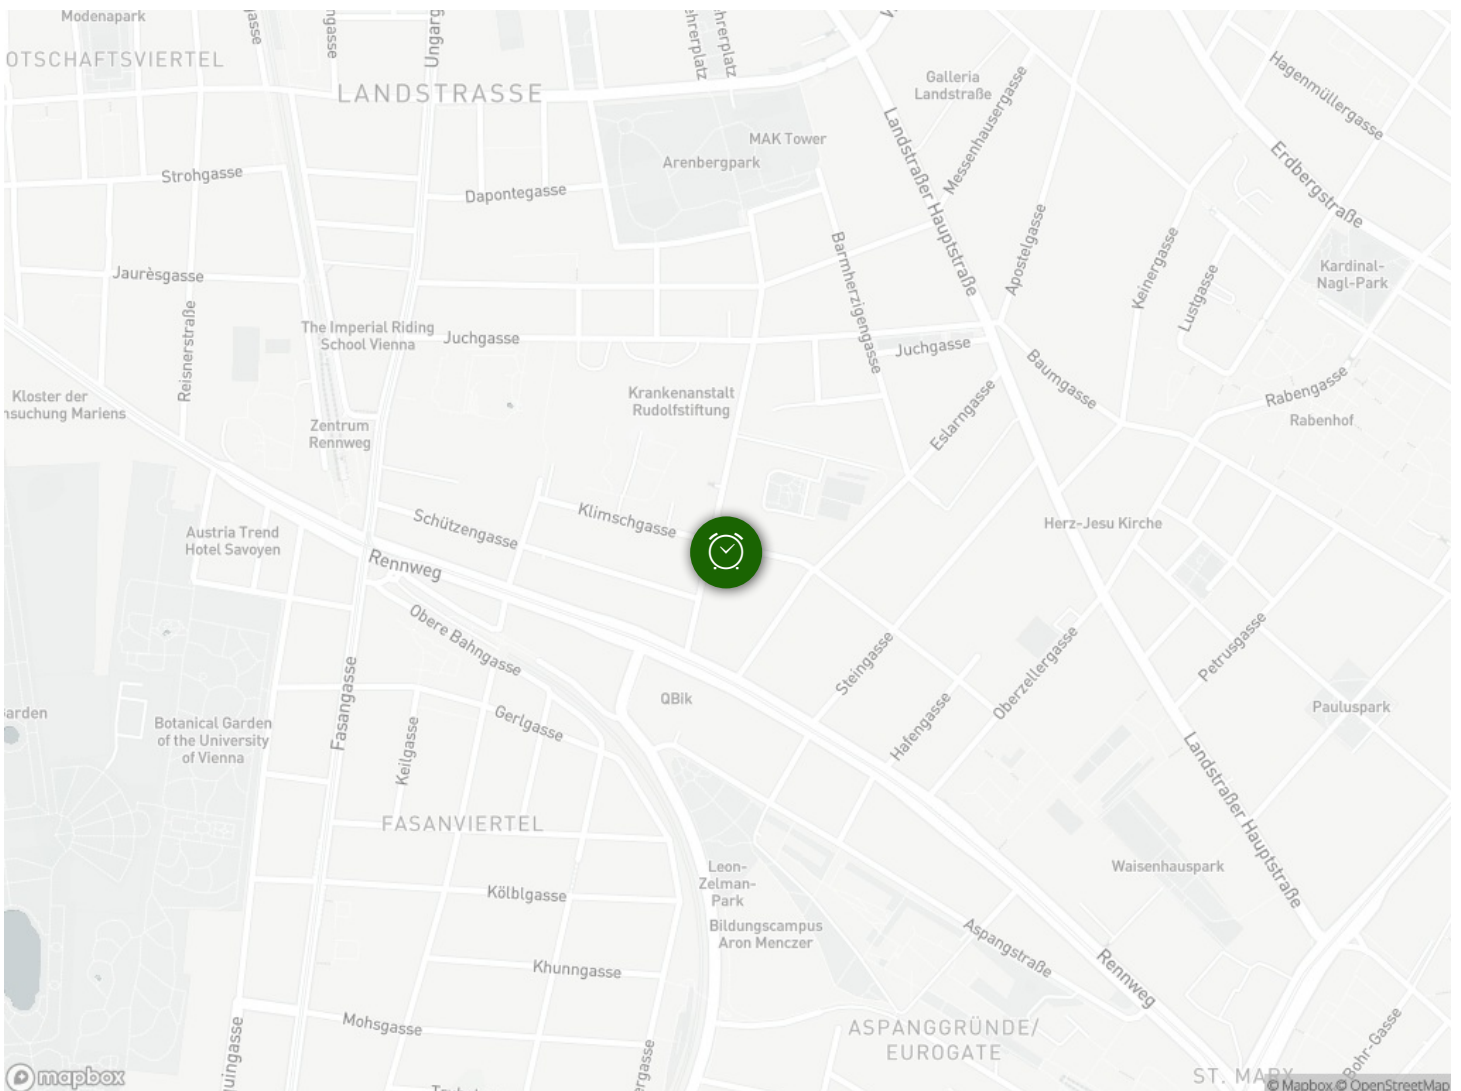 Modenapark
OTSCHAFTSVIERTEL
LANDSTRASSE
Galleria
Landstraße
Hagenmüllergasse
MAK Tower
Arenbergpark
Messenhausergasse
Landstraßer Hauptstraße
Erdbergstraße
Strohgasse
Dapontegasse
Barmherzigengasse
Apostelgasse
Keinergasse
Lustgasse
Kardinal-
Nagl-Park
Jaurèsgasse
Reisnerstraße
The Imperial Riding
School Vienna
Juchgasse
Juchgasse
Baumgasse
Rabengasse
Rabenhof
Kloster der
nsuchung Mariens
Krankenanstalt
Rudolfstiftung
Eslarngasse
Zentrum
Rennweg
Austria Trend
Hotel Savoyen
Schützengasse
Klimschgasse
Herz-Jesu Kirche
Rennweg
Obere Bahngasse
Fasangasse
Steingasse
Oberzellergasse
Petrusgasse
QBik
Hafengasse
Pauluspark
arden
Botanical Garden
of the University
of Vienna
Keilgasse
Gerlgasse
Landstraßer Hauptstraße
FASANVIERTEL
Leon-
Zelman-
Park
Waisenhauspark
Kölblgasse
Bildungscampus
Aron Menczer
Aspangstraße
Rennweg
Khunngasse
Mohsgasse
ASPANGGRÜNDE/
EUROGATE
ST. MARX
Bohr-Gasse
mapbox
© Mapbox © OpenStreetMap